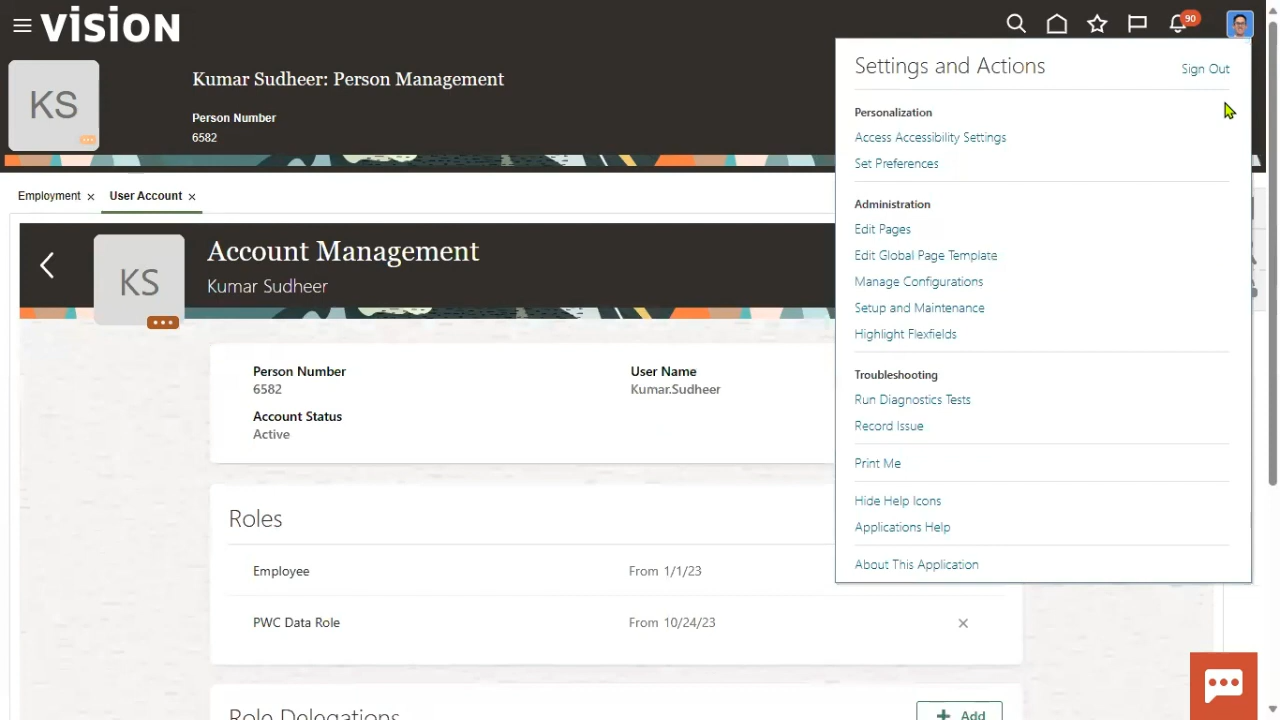 vision
90
Kumar Sudheer: Person Management
KS
Person Number
6582
Settings and Actions
Sign Out
Personalization
Access Accessibility Settings
Set Preferences
Administration
Edit Pages
Edit Global Page Template
Manage Configurations
Setup and Maintenance
Highlight Flexfields
Troubleshooting
Run Diagnostics Tests
Record Issue
Print Me
Hide Help Icons
Applications Help
About This Application
Employment
User Account
KS
Account Management
Kumar Sudheer
Person Number
User Name
6582
Kumar.Sudheer
Account Status
Active
Roles
Employee
From 1/1/23
PWC Data Role
From 10/24/23
Role Delegations
Add